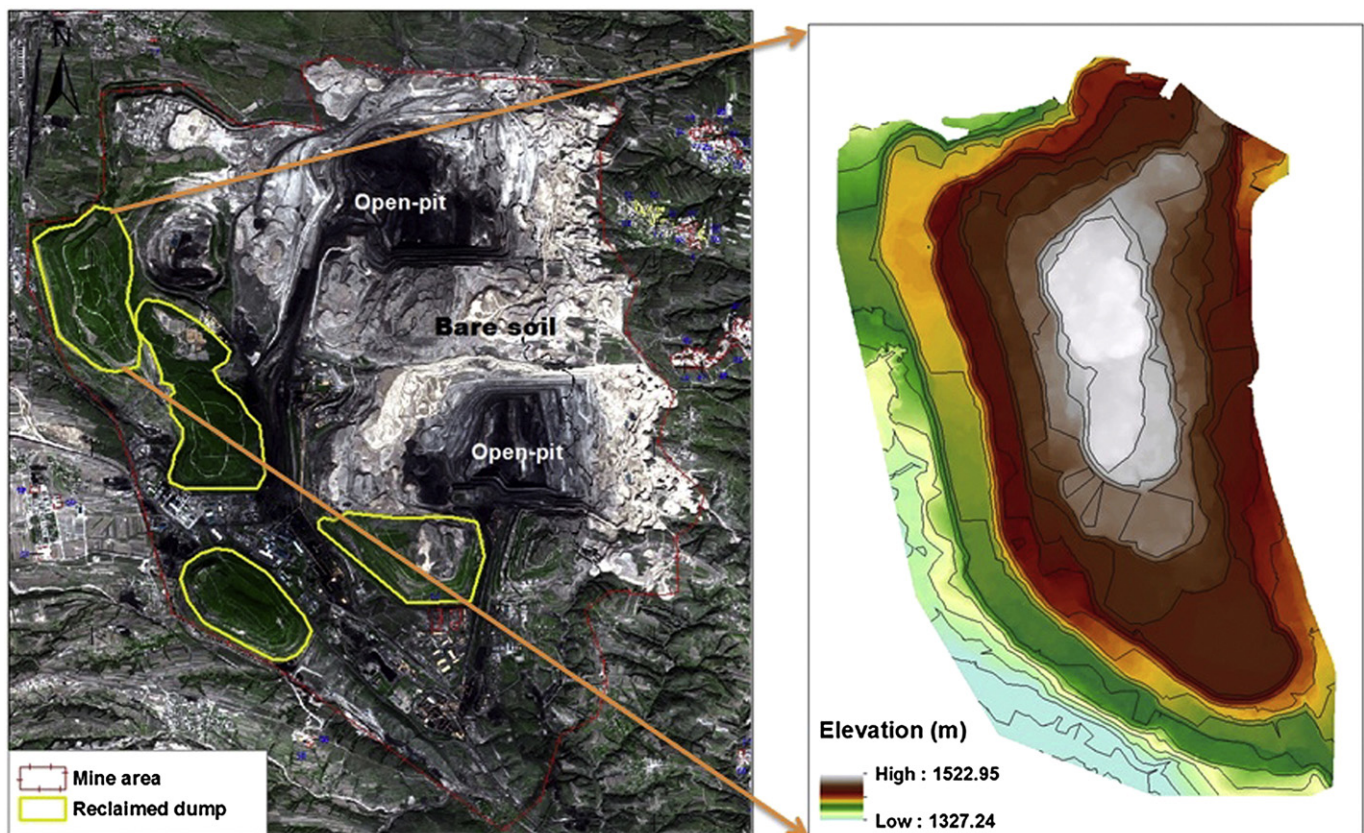 N
Open-pit
Bare soil
Open-pit
Mine area
Reclaimed dump
Elevation (m)
High : 1522.95
Low : 1327.24